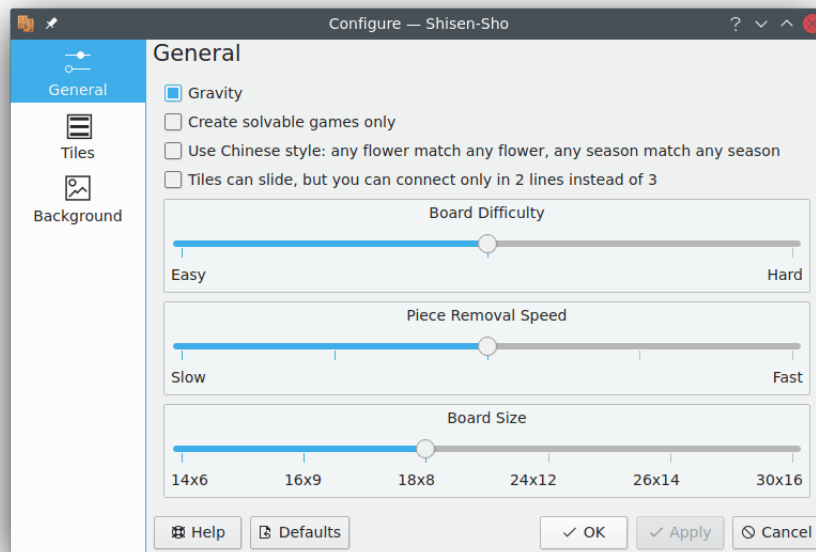 Configure — Shisen-Sho
General
Tiles
Background
General
Gravity
Create solvable games only
Use Chinese style: any flower match any flower, any season match any season
Tiles can slide, but you can connect only in 2 lines instead of 3
Board Difficulty
Easy Hard
Piece Removal Speed
Slow Fast
Board Size
14x6 16x9 18x8 24x12 26x14 30x16
Help Defaults OK Apply Cancel